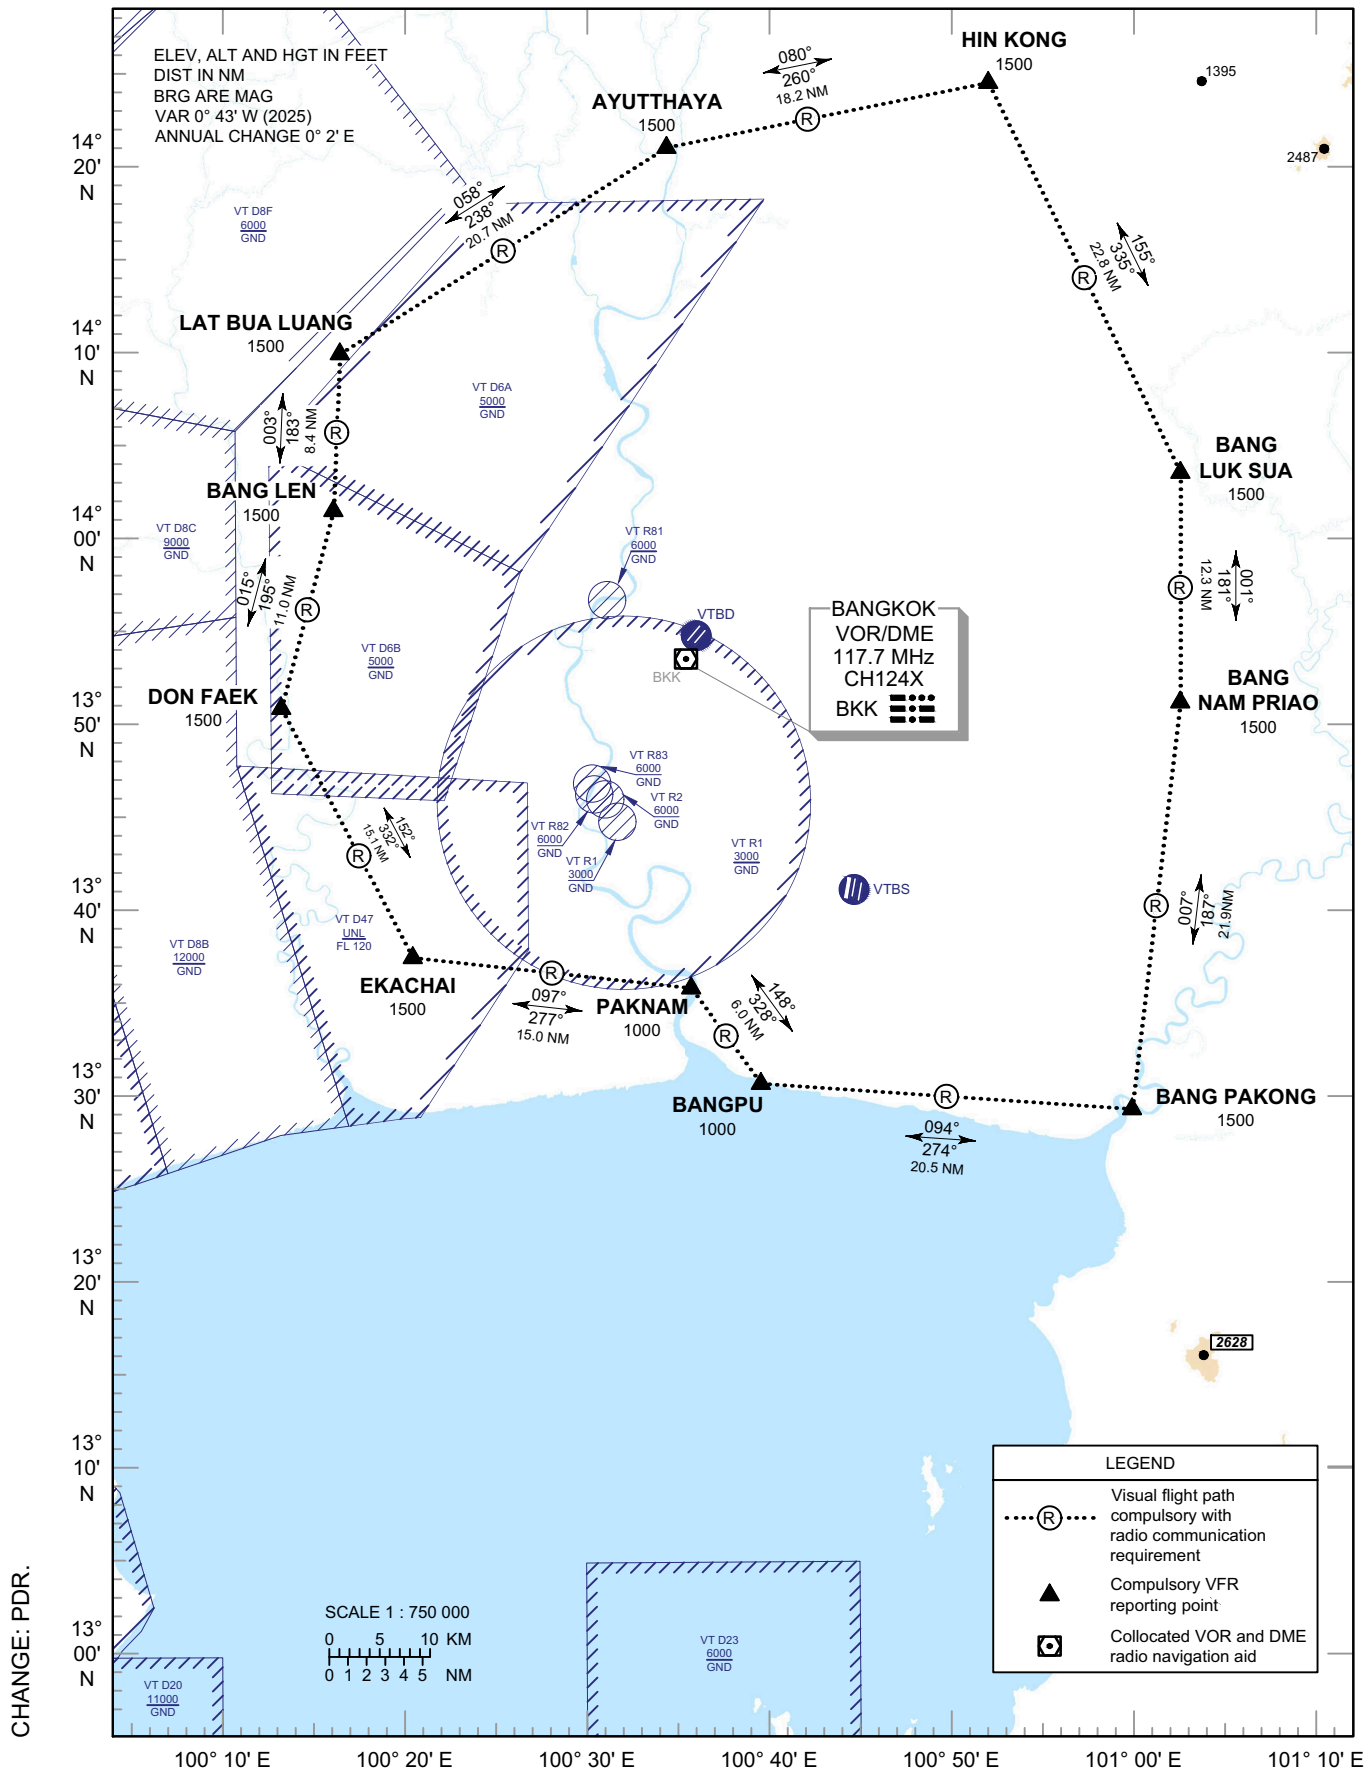 ELEV, ALT AND HGT IN FEET
DIST IN NM
BRG ARE MAG
VAR 0° 43' W (2025)
ANNUAL CHANGE 0° 2' E
HIN KONG
1500
080°
260°
18.2 NM
1395
AYUTTHAYA
1500
2487
14°
20'
N
058°
238°
20.7 NM
VT D8F
6000
GND
155°
335°
22.8 NM
LAT BUA LUANG
1500
14°
10'
N
VT D6A
5000
GND
003°
183°
8.4 NM
BANG
LUK SUA
1500
BANG LEN
1500
14°
00'
N
VT D8C
9000
GND
VT R81
6000
GND
015°
195°
11.0 NM
001°
181°
12.3 NM
VTBD
BKK
BANGKOK
VOR/DME
117.7 MHz
CH124X
BKK
VT D6B
5000
GND
DON FAEK
1500
13°
50'
N
BANG
NAM PRIAO
1500
VT R83
6000
GND
VT R2
6000
GND
VT R82
6000
GND
VT R1
3000
GND
VT R1
3000
GND
152°
332°
15.1 NM
VTBS
13°
40'
N
007°
187°
21.9NM
VT D47
UNL
FL 120
VT D8B
12000
GND
EKACHAI
1500
097°
277°
15.0 NM
PAKNAM
1000
148°
328°
6.0 NM
13°
30'
N
BANGPU
1000
BANG PAKONG
1500
094°
274°
20.5 NM
13°
20'
N
2628
13°
10'
N
LEGEND
R
Visual flight path
compulsory with
radio communication
requirement
Compulsory VFR
reporting point
Collocated VOR and DME
radio navigation aid
CHANGE: PDR.
SCALE 1 : 750 000
0 5 10 KM
0 1 2 3 4 5 NM
13°
00'
N
VT D23
6000
GND
VT D20
11000
GND
100° 10' E
100° 20' E
100° 30' E
100° 40' E
100° 50' E
101° 00' E
101° 10' E
R
R
R
R
R
R
R
R
R
R
R